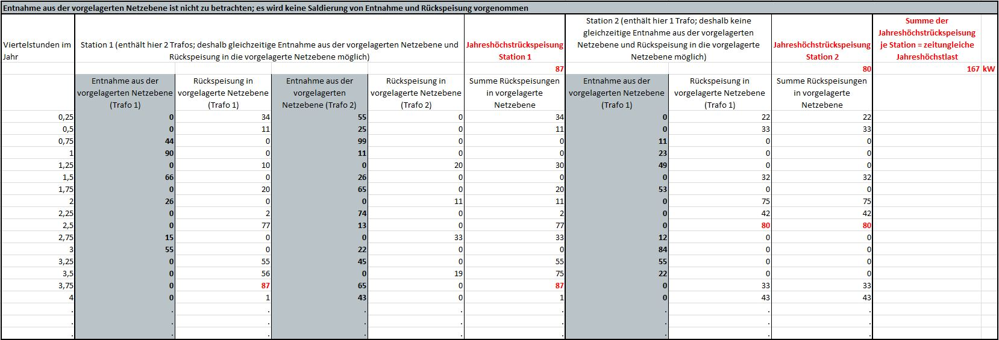 Entnahme aus der vorgelagerten Netzebene ist nicht zu betrachten; es wird keine Saldierung von Entnahme und Rückspeisung vorgenommen
Viertelstunden im
Jahr
Station 1 (enthält hier 2 Trafos; deshalb gleichzeitige Entnahme aus der vorgelagerten Netzebene und
Rückspeisung in die vorgelagerte Netzebene möglich)
Jahreshöchstrückspeisung
Station 1
Station 2 (enthält hier 1 Trafo; deshalb keine
gleichzeitige Entnahme aus der vorgelagerten
Netzebene und Rückspeisung in die vorgelagerte
Netzebene möglich)
Jahreshöchstrückspeisung
Station 2
Summe der
Jahreshöchstrückspeisung
je Station = zeitungleiche
Jahreshöchstlast
87 80 167 kW
Entnahme aus der
vorgelagerten Netzebene
(Trafo 1)
Rückspeisung in
vorgelagerte Netzebene
(Trafo 1)
Entnahme aus der
vorgelagerten
Netzebene (Trafo 2)
Rückspeisung in
vorgelagerte Netzebene
(Trafo 2)
Summe Rückspeisungen
in vorgelagerte
Netzebene
Entnahme aus der
vorgelagerten Netzebene
(Trafo 1)
Rückspeisung in
vorgelagerte Netzebene
(Trafo 1)
Summe Rückspeisungen
in vorgelagerte
Netzebene
0,25 0 34 55 0 34 0 22 22
0,5 0 11 25 0 11 0 33 33
0,75 44 0 99 0 0 11 0 0
1 90 0 11 0 0 23 0 0
1,25 0 10 0 20 30 49 0 0
1,5 66 0 26 0 0 0 32 32
1,75 0 20 65 0 20 53 0 0
2 26 0 0 11 11 0 75 75
2,25 0 2 74 0 2 0 42 42
2,5 0 77 13 0 77 0 80 80
2,75 15 0 0 33 33 12 0 0
3 55 0 22 0 0 84 0 0
3,25 0 55 45 0 55 55 0 0
3,5 0 56 0 19 75 22 0 0
3,75 0 87 65 0 87 0 33 33
4 0 1 43 0 1 0 43 43
. . . . . . . . .
. . . . . . . . .
. . . . . . . . .